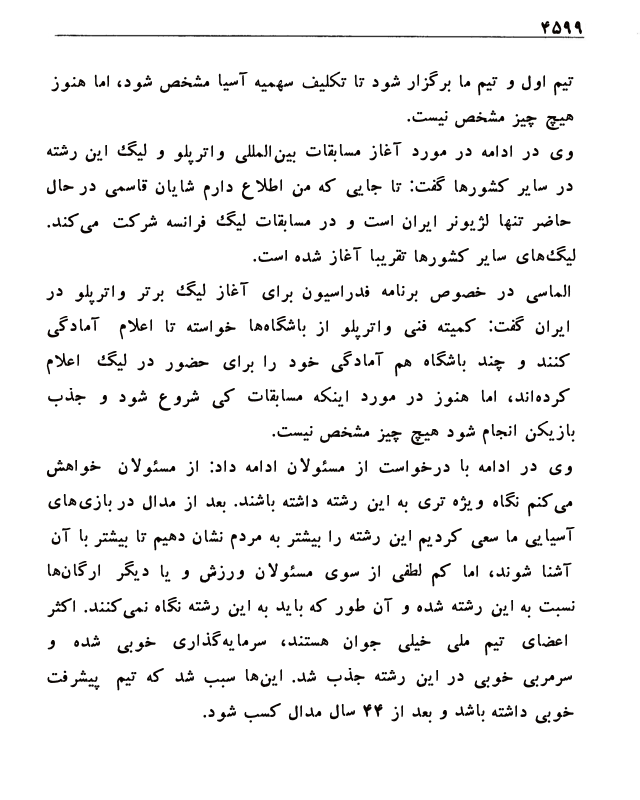 ۴۵۹۹
تیم اول و تیم ما برگزار شود تا تکلیف سهمیه آسیا مشخص شود، اما هنوز
هیچ چیز مشخص نیست.
وی در ادامه در مورد آغاز مسابقات بین‌المللی واترپلو و لیگ این رشته
در سایر کشورها گفت: تا جایی که من اطلاع دارم شایان قاسمی در حال
حاضر تنها لژیونر ایران است و در مسابقات لیگ فرانسه شرکت می‌کند.
لیگ‌های سایر کشورها تقریبا آغاز شده است.
الماسی در خصوص برنامه فدراسیون برای آغاز لیگ برتر واترپلو در
ایران گفت: کمیته فنی واترپلو از باشگاه‌ها خواسته تا اعلام آمادگی
کنند و چند باشگاه هم آمادگی خود را برای حضور در لیگ اعلام
کرده‌اند، اما هنوز در مورد اینکه مسابقات کی شروع شود و جذب
بازیکن انجام شود هیچ چیز مشخص نیست.
وی در ادامه با درخواست از مسئولان ادامه داد: از مسئولان خواهش
می‌کنم نگاه ویژه تری به این رشته داشته باشند. بعد از مدال در بازی‌های
آسیایی ما سعی کردیم این رشته را بیشتر به مردم نشان دهیم تا بیشتر با آن
آشنا شوند، اما کم لطفی از سوی مسئولان ورزش و یا دیگر ارگان‌ها
نسبت به این رشته شده و آن طور که باید به این رشته نگاه نمی‌کنند. اکثر
اعضای تیم ملی خیلی جوان هستند، سرمایه‌گذاری خوبی شده و
سرمربی خوبی در این رشته جذب شد. این‌ها سبب شد که تیم پیشرفت
خوبی داشته باشد و بعد از ۴۴ سال مدال کسب شود.